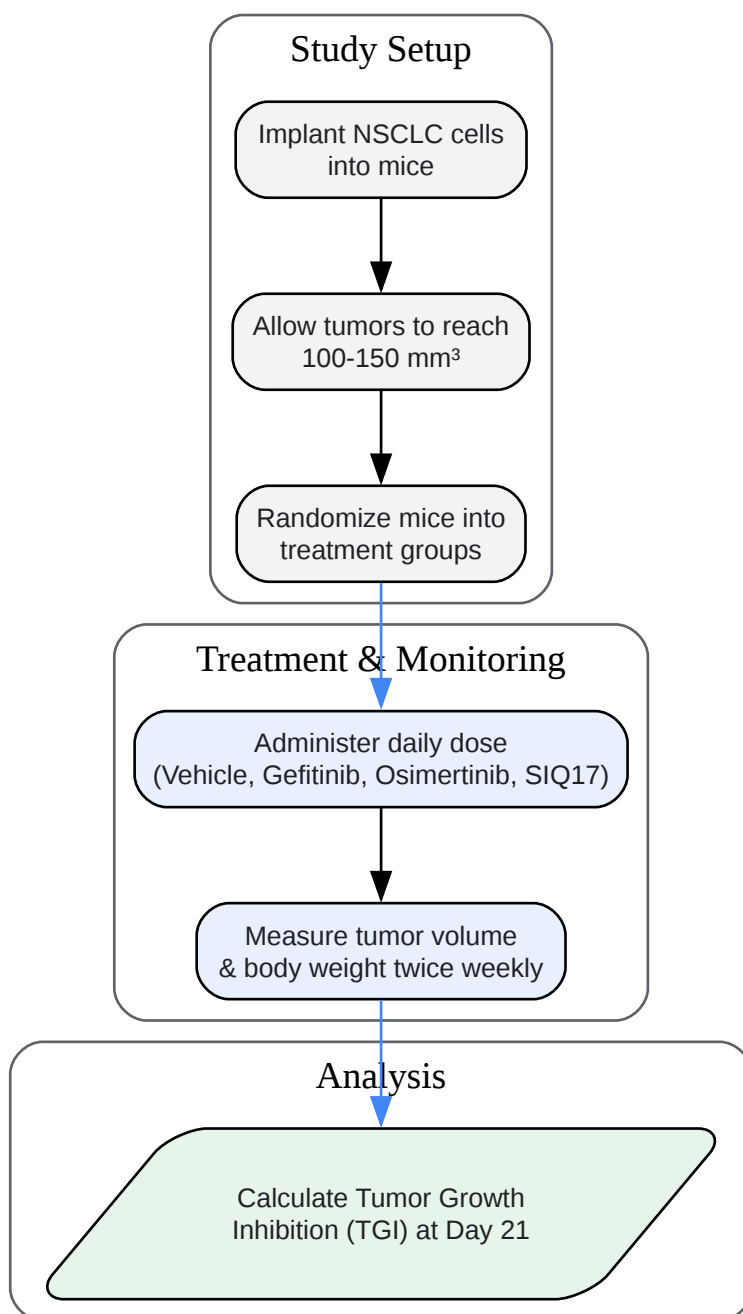 Study Setup
Implant NSCLC cells
into mice
Allow tumors to reach
100-150 mm³
Randomize mice into
treatment groups
Treatment & Monitoring
Administer daily dose
(Vehicle, Gefitinib, Osimertinib, SIQ17)
Measure tumor volume
& body weight twice weekly
Analysis
Calculate Tumor Growth
Inhibition (TGI) at Day 21